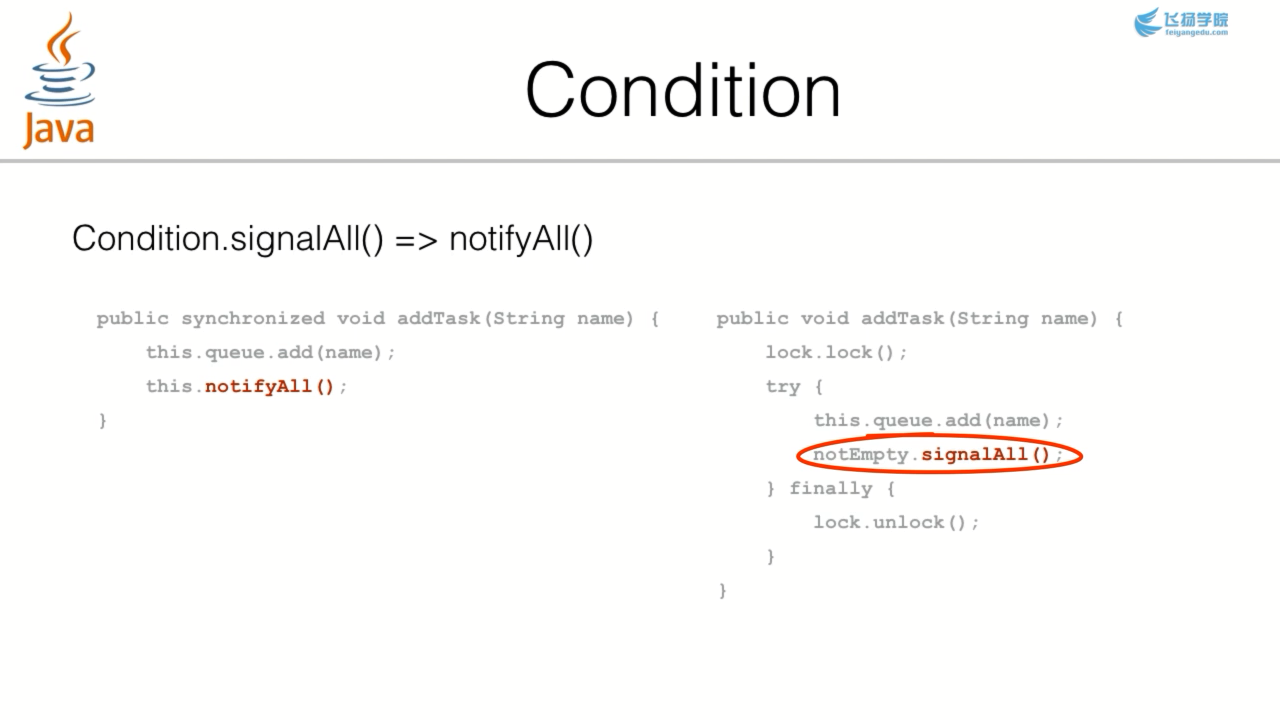 飞扬学院
feiyangedu.com
Java
Condition
Condition.signalAll() => notifyAll()
public synchronized void addTask(String name) {
this.queue.add(name);
this.notifyAll();
}
public void addTask(String name) {
lock.lock();
try {
this.queue.add(name);
notEmpty.signalAll();
} finally {
lock.unlock();
}
}